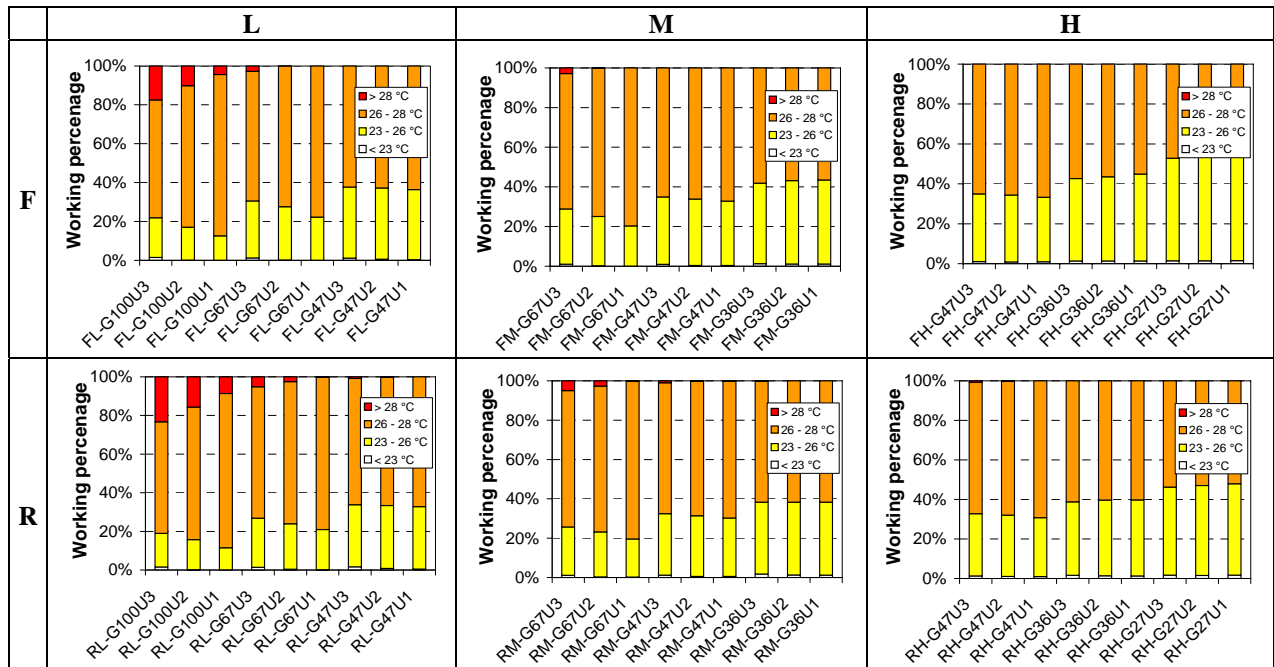 L M H
F
Working percenage
100%
80%
60%
40%
20%
0%
> 28 °C
26 - 28 °C
23 - 26 °C
< 23 °C
FL-G100U3
FL-G100U2
FL-G100U1
FL-G67U3
FL-G67U2
FL-G67U1
FL-G47U3
FL-G47U2
FL-G47U1
Working percenage
100%
80%
60%
40%
20%
0%
> 28 °C
26 - 28 °C
23 - 26 °C
< 23 °C
FM-G67U3
FM-G67U2
FM-G67U1
FM-G47U3
FM-G47U2
FM-G47U1
FM-G36U3
FM-G36U2
FM-G36U1
Working percenage
100%
80%
60%
40%
20%
0%
> 28 °C
26 - 28 °C
23 - 26 °C
< 23 °C
FH-G47U3
FH-G47U2
FH-G47U1
FH-G36U3
FH-G36U2
FH-G36U1
FH-G27U3
FH-G27U2
FH-G27U1
R
Working percenage
100%
80%
60%
40%
20%
0%
> 28 °C
26 - 28 °C
23 - 26 °C
< 23 °C
RL-G100U3
RL-G100U2
RL-G100U1
RL-G67U3
RL-G67U2
RL-G67U1
RL-G47U3
RL-G47U2
RL-G47U1
Working percenage
100%
80%
60%
40%
20%
0%
> 28 °C
26 - 28 °C
23 - 26 °C
< 23 °C
RM-G67U3
RM-G67U2
RM-G67U1
RM-G47U3
RM-G47U2
RM-G47U1
RM-G36U3
RM-G36U2
RM-G36U1
Working percenage
100%
80%
60%
40%
20%
0%
> 28 °C
26 - 28 °C
23 - 26 °C
< 23 °C
RH-G47U3
RH-G47U2
RH-G47U1
RH-G36U3
RH-G36U2
RH-G36U1
RH-G27U3
RH-G27U2
RH-G27U1